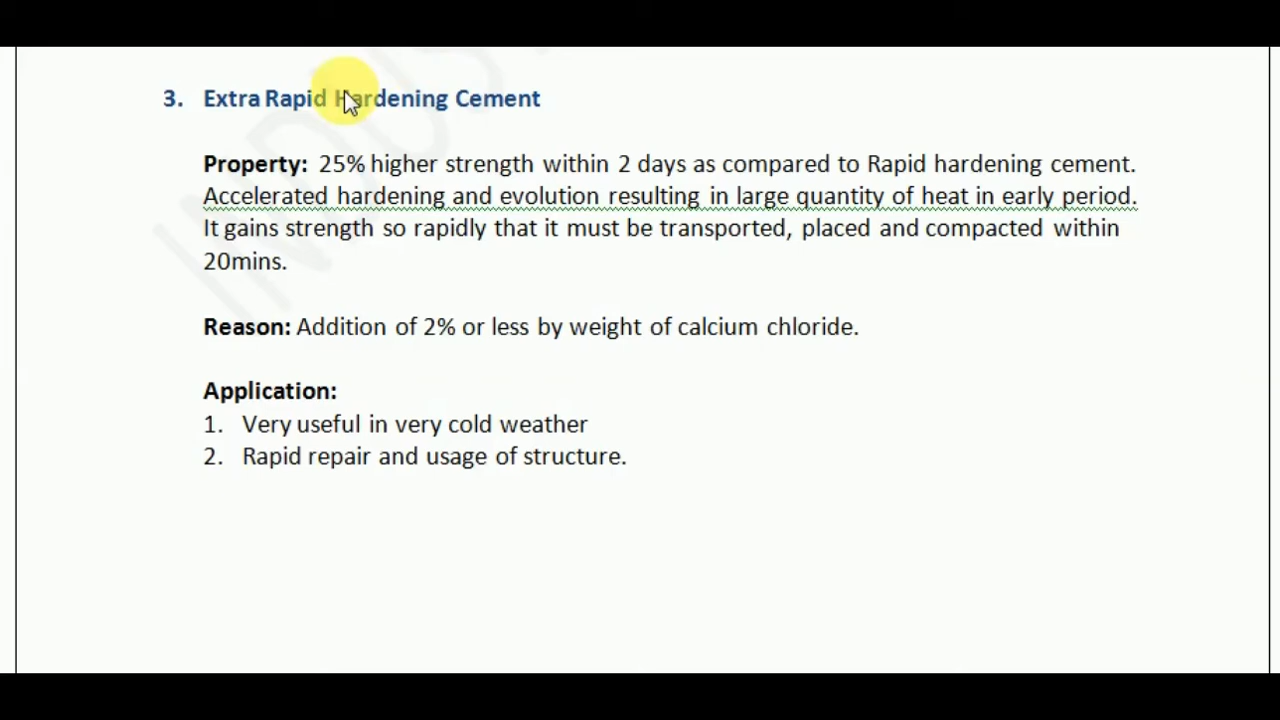 3. Extra Rapid Hardening Cement
Property: 25% higher strength within 2 days as compared to Rapid hardening cement.
Accelerated hardening and evolution resulting in large quantity of heat in early period.
It gains strength so rapidly that it must be transported, placed and compacted within
20mins.
Reason: Addition of 2% or less by weight of calcium chloride.
Application:
1. Very useful in very cold weather
2. Rapid repair and usage of structure.